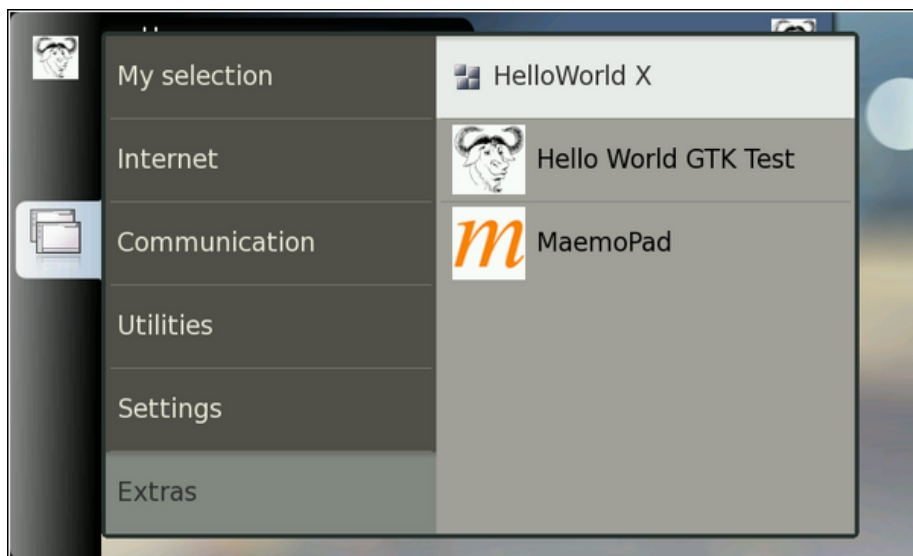 My selection
Internet
Communication
Utilities
Settings
Extras
HelloWorld X
Hello World GTK Test
MaemoPad